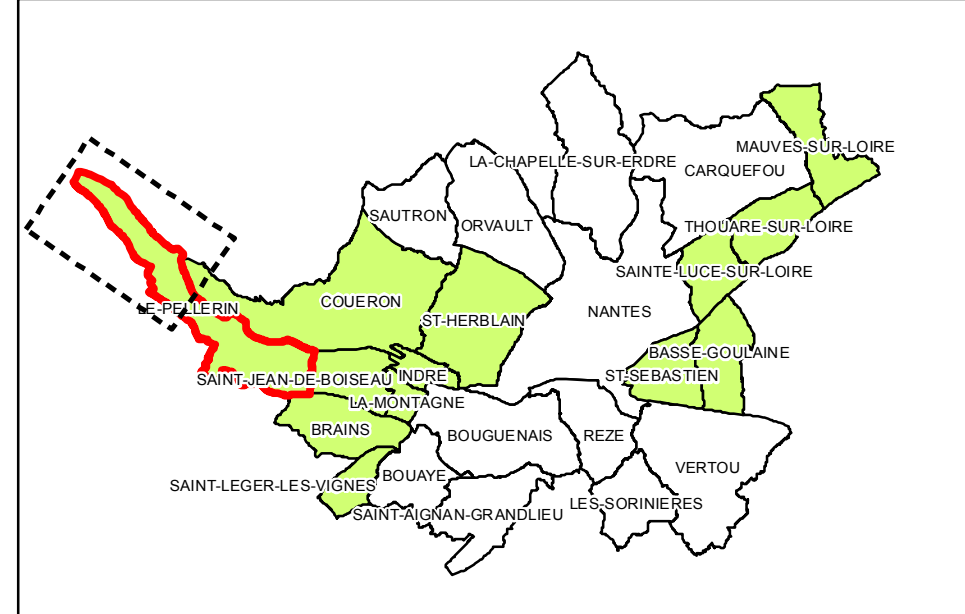 MAUVES-SUR-LOIRE
LA-CHAPELLE-SUR-ERDRE
CARQUEFOU
SAUTRON
ORVAULT
THOUARE-SUR-LOIRE
SAINTE-LUCE-SUR-LOIRE
COUERON
LE-PELLERIN
NANTES
ST-HERBLAIN
BASSE-GOULAINE
SAINT-JEAN-DE-BOISEAU
INDRE
ST-SEBASTIEN
LA-MONTAGNE
BRAINS
BOUGUENAIS
REZE
VERTOU
BOUAYE
SAINT-LEGER-LES-VIGNES
LES-SORINIERES
SAINT-AIGNAN-GRANDLIEU